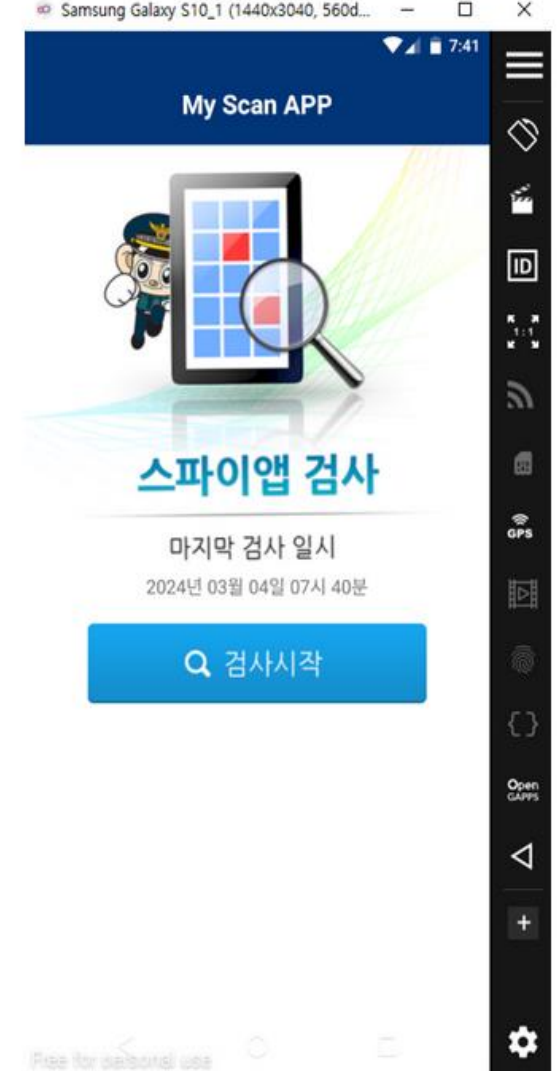 Samsung Galaxy S10_1 (1440x3040, 560d...
7:41
My Scan APP
ID
1:1
GPS
스파이앱 검사
마지막 검사 일시
2024년 03월 04일 07시 40분
검사시작
Open
GAPPS
Free for personal use